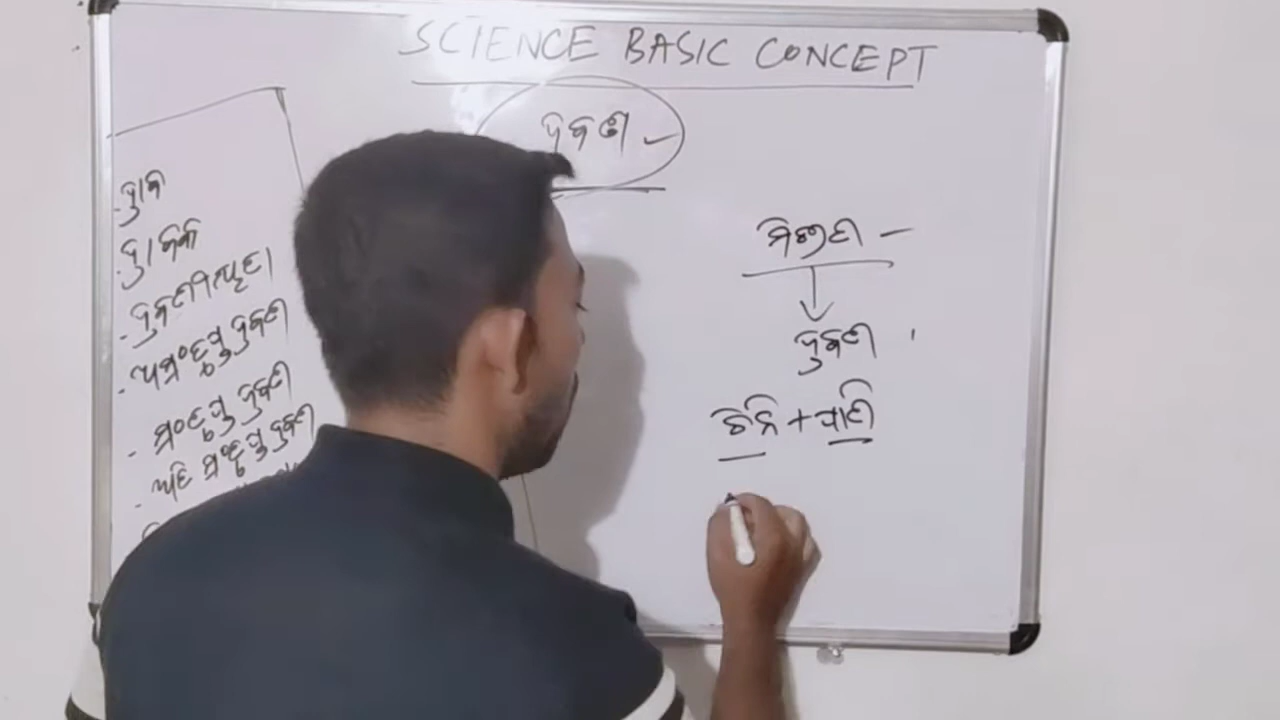 SCIENCE BASIC CONCEPT
ଦ୍ରବଣ
ଦ୍ରାବ
ଦ୍ରାବକ
ଦ୍ରବଣୀୟତା
ଅସଂତୃପ୍ତ ଦ୍ରବଣ
ସଂତୃପ୍ତ ଦ୍ରବଣ
ଅତି ସଂତୃପ୍ତ ଦ୍ରବଣ
ମିଶ୍ରଣ -
ଦ୍ରବଣ
ଚିନି + ପାଣି